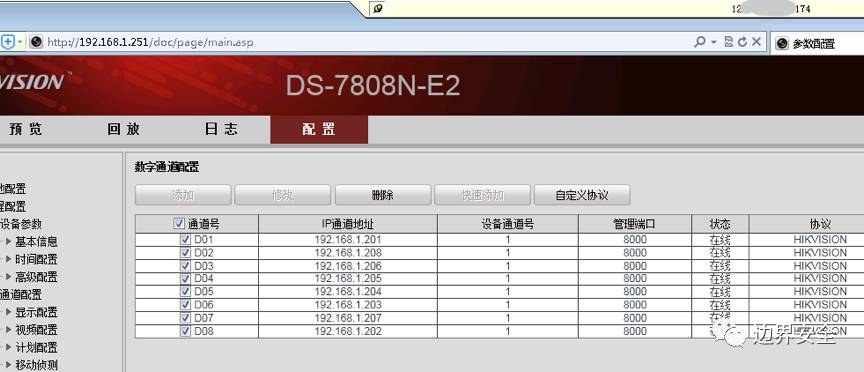 12 174
http://192.168.1.251/doc/page/main.asp
参数配置
VISION
DS-7808N-E2
预览 回放 日志 配置
数字通道配置
地配置
程配置
设备参数
基本信息
时间配置
高级配置
通道配置
显示配置
视频配置
计划配置
移动侦测
添加 修改 删除 快速添加 自定义协议
通道号 IP通道地址 设备通道号 管理端口 状态 协议
D01 192.168.1.201 1 8000 在线 HIKVISION
D02 192.168.1.208 1 8000 在线 HIKVISION
D03 192.168.1.206 1 8000 在线 HIKVISION
D04 192.168.1.205 1 8000 在线 HIKVISION
D05 192.168.1.204 1 8000 在线 HIKVISION
D06 192.168.1.203 1 8000 在线 HIKVISION
D07 192.168.1.207 1 8000 在线 HIKVISION
D08 192.168.1.202 1 8000 在线 HIKVISION
边界安全